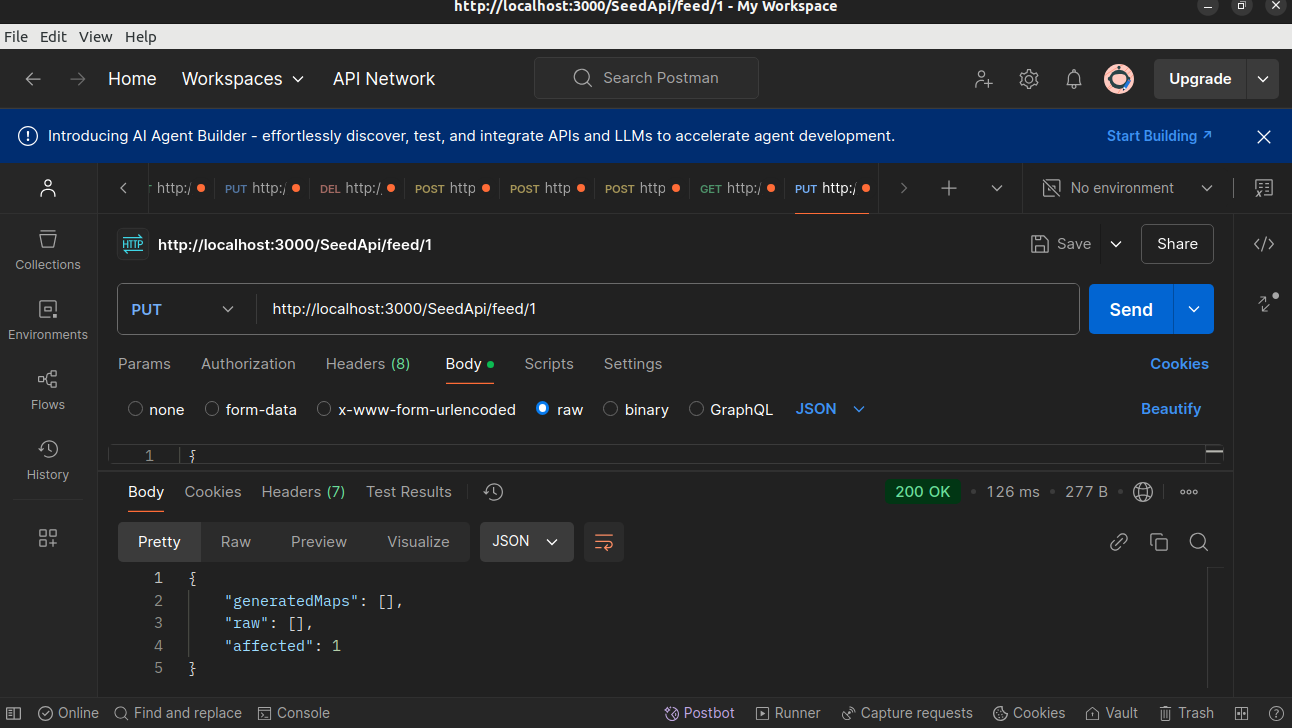 http://localhost:3000/SeedApi/feed/1 - My Workspace
File Edit View Help
Home Workspaces API Network Search Postman Upgrade
Introducing AI Agent Builder - effortlessly discover, test, and integrate APIs and LLMs to accelerate agent development. Start Building ↗
http:/ PUT http:/ DEL http:/ POST http POST http POST http GET http:/ PUT http:/ No environment
HTTP http://localhost:3000/SeedApi/feed/1 Save Share
Collections
PUT http://localhost:3000/SeedApi/feed/1 Send
Environments
Params Authorization Headers (8) Body Scripts Settings Cookies
Flows
none form-data x-www-form-urlencoded raw binary GraphQL JSON Beautify
1 {
History
Body Cookies Headers (7) Test Results 200 OK 126 ms 277 B
Pretty Raw Preview Visualize JSON
1 {
2 "generatedMaps": [],
3 "raw": [],
4 "affected": 1
5 }
Online Find and replace Console Postbot Runner Capture requests Cookies Vault Trash